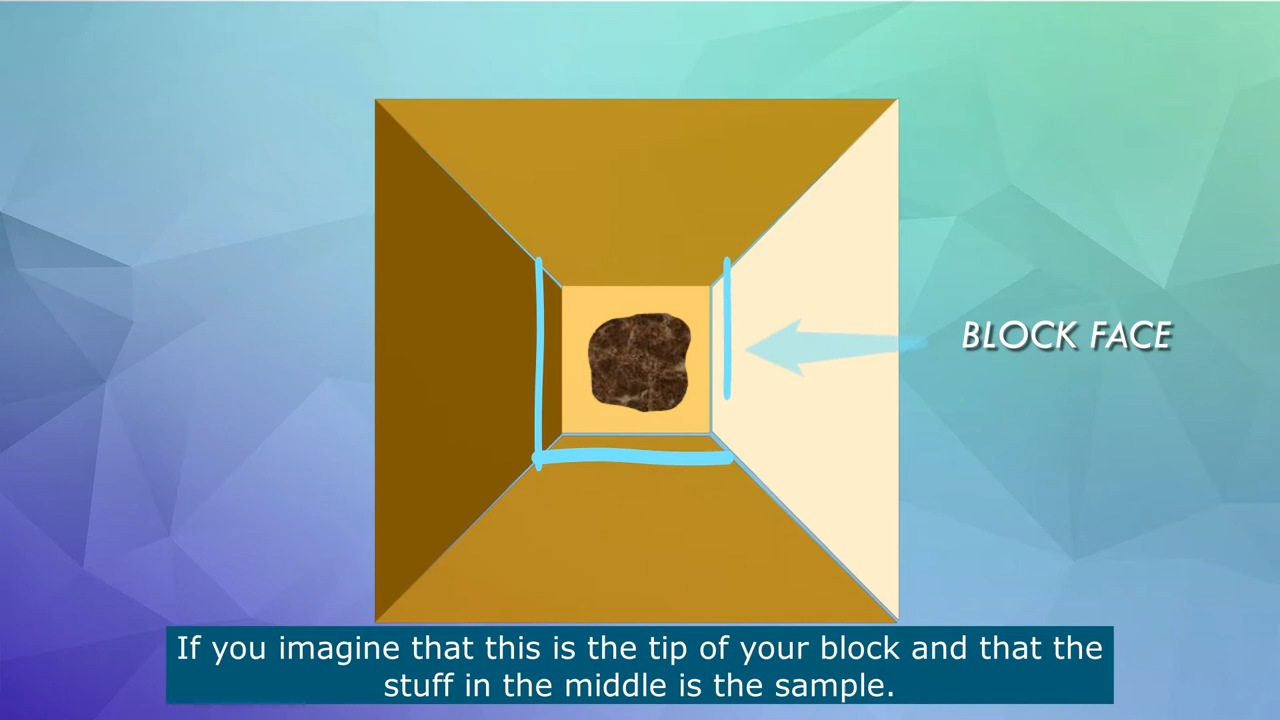 BLOCK FACE
If you imagine that this is the tip of your block and that the
stuff in the middle is the sample.